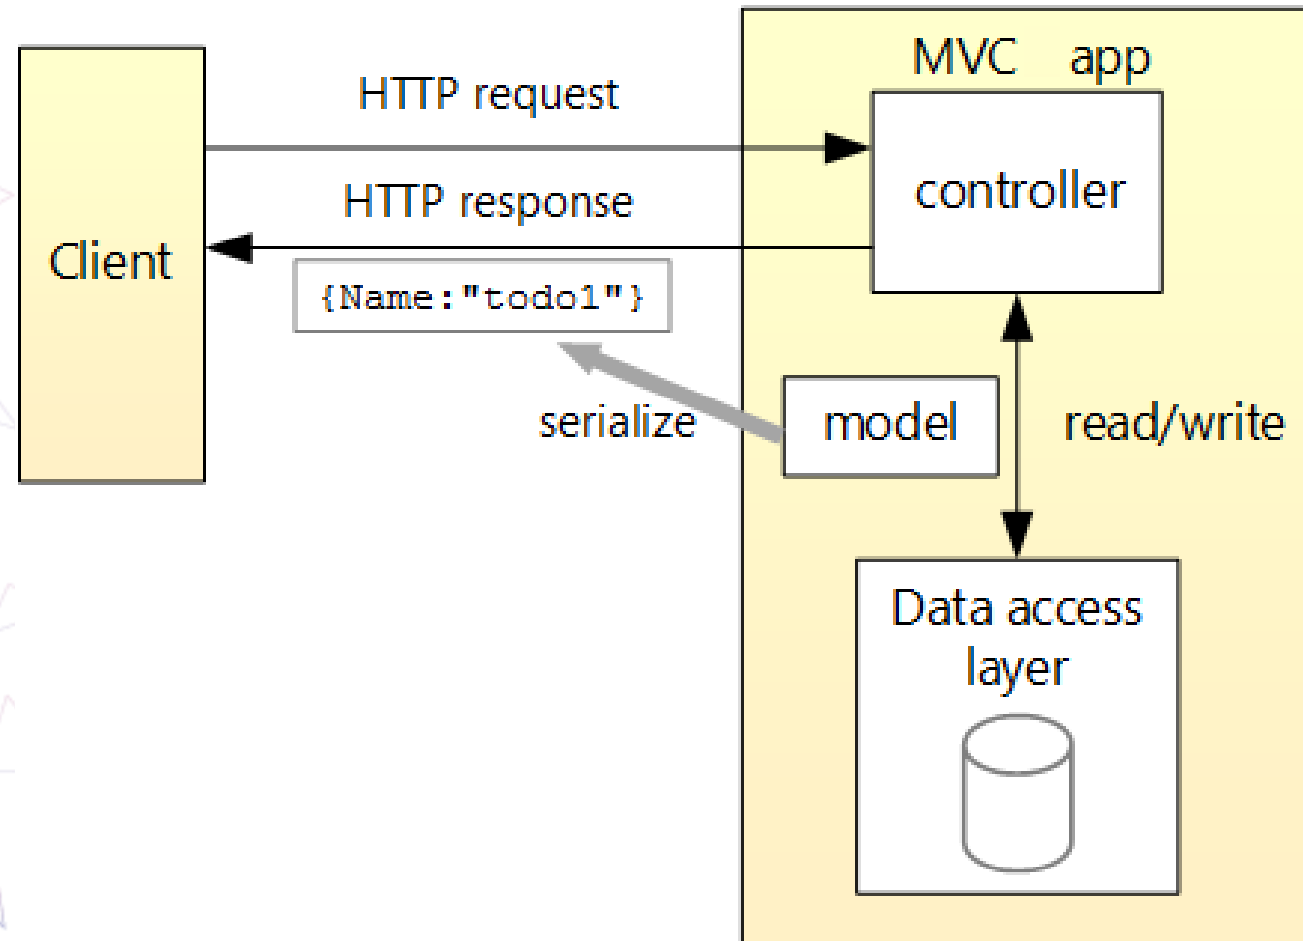 MVC app
HTTP request
controller
HTTP response
Client
{Name:"todo1"}
serialize
model
read/write
Data access
layer